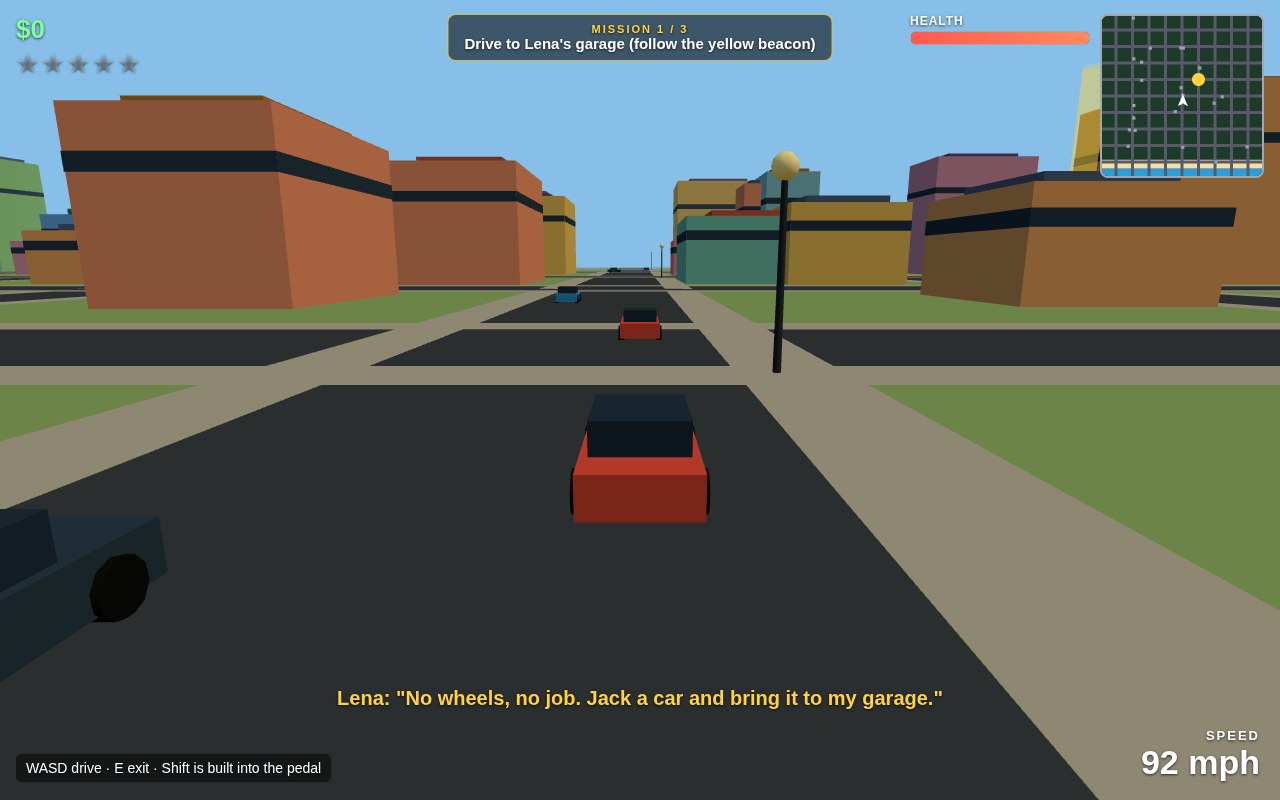 $0
MISSION 1 / 3
Drive to Lena's garage (follow the yellow beacon)
HEALTH
Lena: "No wheels, no job. Jack a car and bring it to my garage."
WASD drive · E exit · Shift is built into the pedal
SPEED
92 mph